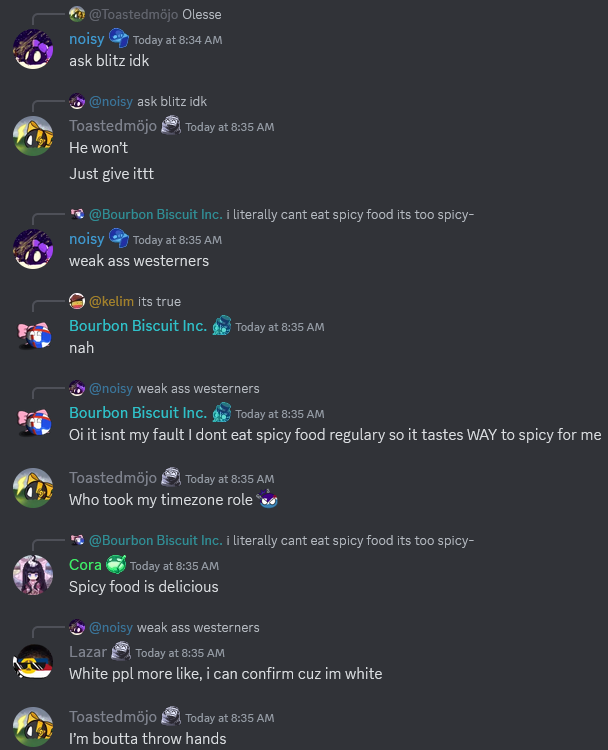 @Toastedmöjo Olesse
noisy Today at 8:34 AM
ask blitz idk
@noisy ask blitz idk
Toastedmöjo Today at 8:35 AM
He won't
Just give ittt
@Bourbon Biscuit Inc. i literally cant eat spicy food its too spicy-
noisy Today at 8:35 AM
weak ass westerners
@kelim its true
Bourbon Biscuit Inc. Today at 8:35 AM
nah
@noisy weak ass westerners
Bourbon Biscuit Inc. Today at 8:35 AM
Oi it isnt my fault I dont eat spicy food regulary so it tastes WAY to spicy for me
Toastedmöjo Today at 8:35 AM
Who took my timezone role
@Bourbon Biscuit Inc. i literally cant eat spicy food its too spicy-
Cora Today at 8:35 AM
Spicy food is delicious
@noisy weak ass westerners
Lazar Today at 8:35 AM
White ppl more like, i can confirm cuz im white
Toastedmöjo Today at 8:35 AM
I'm boutta throw hands